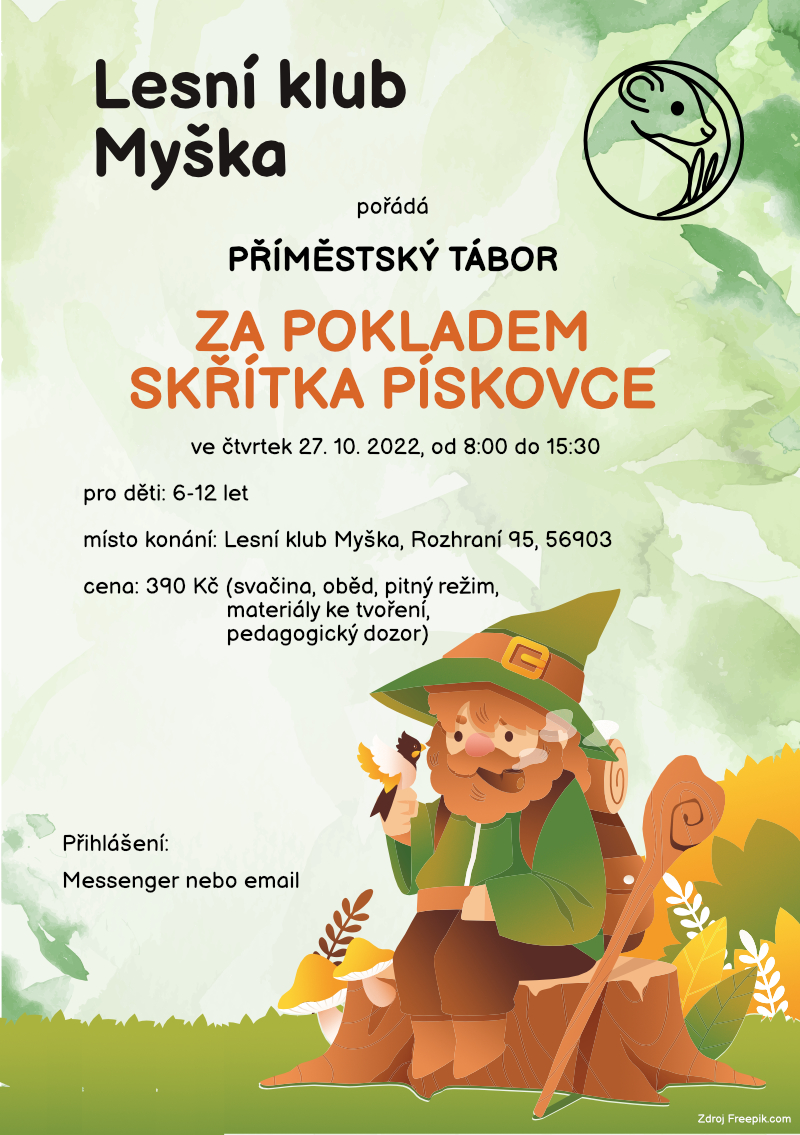 Lesní klub
Myška
pořádá
PŘÍMĚSTSKÝ TÁBOR
ZA POKLADEM
SKŘÍTKA PÍSKOVCE
ve čtvrtek 27. 10. 2022, od 8:00 do 15:30
pro děti: 6-12 let
místo konání: Lesní klub Myška, Rozhraní 95, 56903
cena: 390 Kč (svačina, oběd, pitný režim,
materiály ke tvoření,
pedagogický dozor)
Přihlášení:
Messenger nebo email
Zdroj Freepik.com